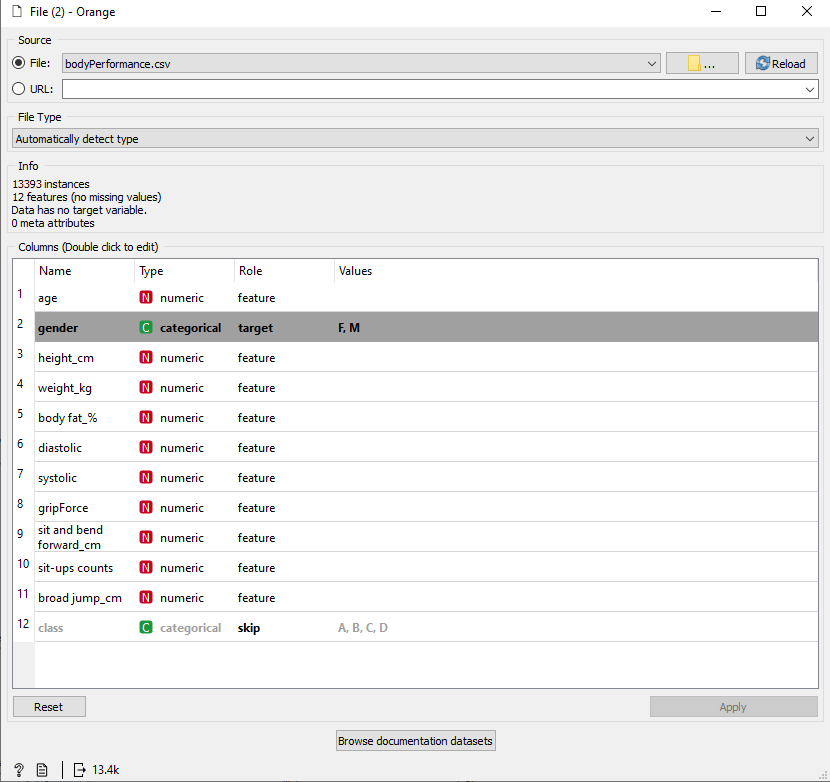 File (2) - Orange
Source
File: bodyPerformance.csv ... Reload
URL:
File Type
Automatically detect type
Info
13393 instances
12 features (no missing values)
Data has no target variable.
0 meta attributes
Columns (Double click to edit)
Name Type Role Values
1 age N numeric feature
2 gender C categorical target F, M
3 height_cm N numeric feature
4 weight_kg N numeric feature
5 body fat_% N numeric feature
6 diastolic N numeric feature
7 systolic N numeric feature
8 gripForce N numeric feature
9 sit and bend
forward_cm N numeric feature
10 sit-ups counts N numeric feature
11 broad jump_cm N numeric feature
12 class C categorical skip A, B, C, D
Reset Apply
Browse documentation datasets
? 13.4k